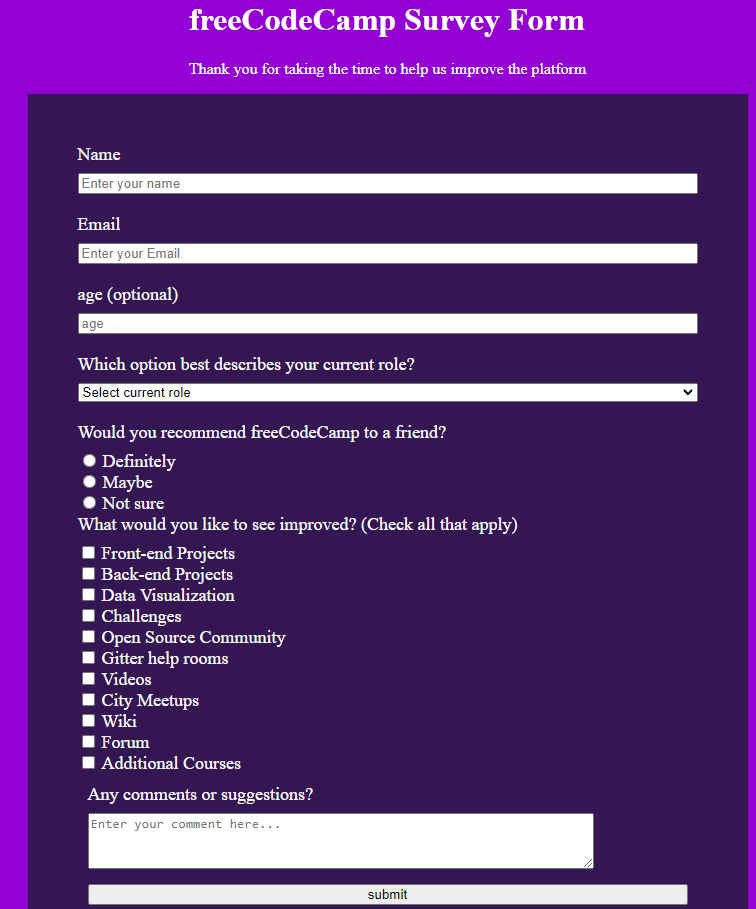 freeCodeCamp Survey Form
Thank you for taking the time to help us improve the platform
Name
Enter your name
Email
Enter your Email
age (optional)
age
Which option best describes your current role?
Select current role
Would you recommend freeCodeCamp to a friend?
Definitely
Maybe
Not sure
What would you like to see improved? (Check all that apply)
Front-end Projects
Back-end Projects
Data Visualization
Challenges
Open Source Community
Gitter help rooms
Videos
City Meetups
Wiki
Forum
Additional Courses
Any comments or suggestions?
Enter your comment here...
submit